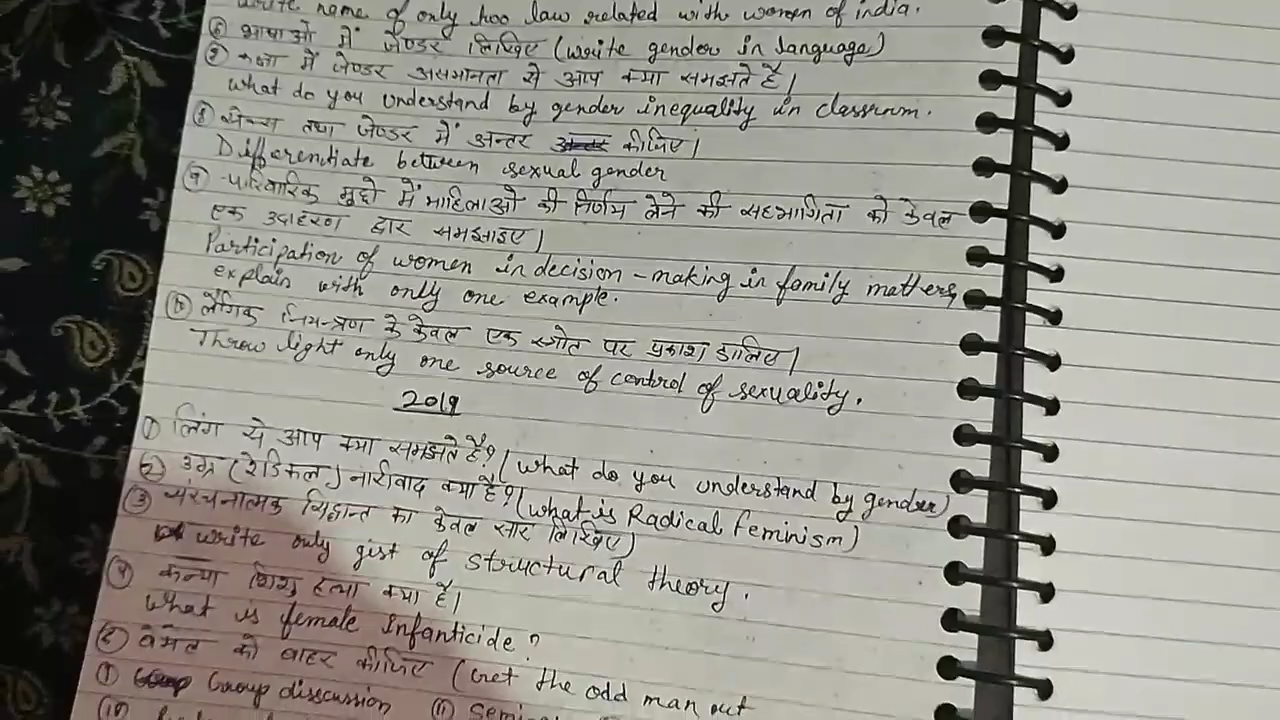 write name of only two law related with women of india.
⑥ भाषाओ में जेण्डर लिखिए (write gender in language)
कक्षा में जेण्डर असमानता से आप क्या समझते है।
what do you understand by gender inequality in classroom.
⑧ सेक्स तथा जेण्डर में अन्तर कीजिए।
Differentiate between sexual gender
⑨ पारिवारिक मुद्दो में महिलाओ की निर्णय लेने की सहभागिता को केवल
एक उदाहरण द्वार समझाइए।
Participation of women in decision-making in family matters,
explain with only one example.
⑩ लैंगिक नियन्त्रण के केवल एक स्त्रोत पर प्रकाश डालिए।
Throw light only one source of control of sexuality.
2019
① लिंग से आप क्या समझते है? (what do you understand by gender)
② उग्र (रेडिकल) नारीवाद क्या है? (what is Radical feminism)
③ संरचनात्मक सिद्धान्त का केवल सार लिखिए)
write only gist of structural theory.
④ कन्या शिशु हत्या क्या है।
what is female Infanticide?
बेमेल को बाहर कीजिए (Get the odd man out
① Group disscussion ⑪ semi